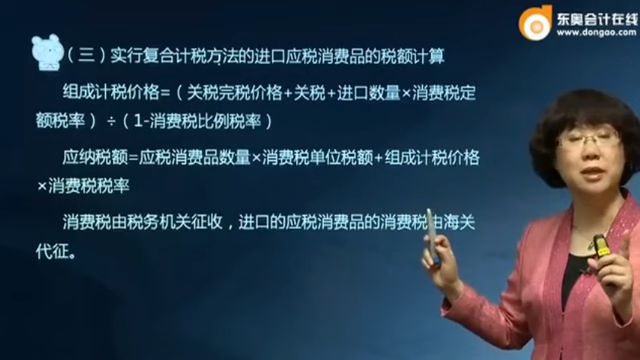 东奥会计在线
www.dongao.com
（三）实行复合计税方法的进口应税消费品的税额计算
组成计税价格=（关税完税价格+关税+进口数量×消费税定
额税率）÷（1-消费税比例税率）
应纳税额=应税消费品数量×消费税单位税额+组成计税价格
×消费税税率
消费税由税务机关征收，进口的应税消费品的消费税由海关
代征。